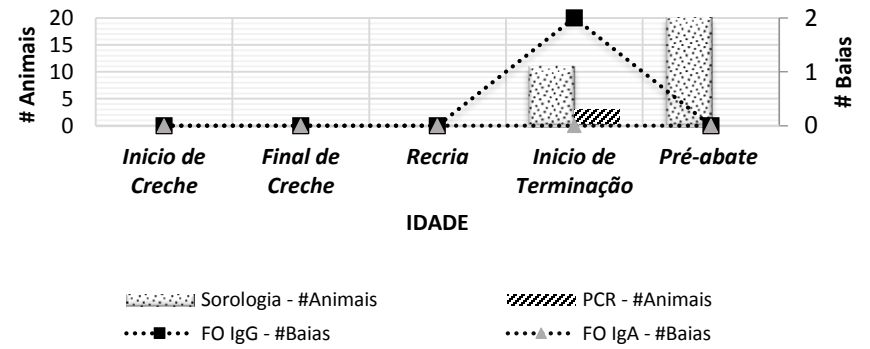 20
15
10
5
0
# Animais
2
1
0
# Baias
Inicio de Creche
Final de Creche
Recria
Inicio de Terminação
Pré-abate
IDADE
Sorologia - #Animais
PCR - #Animais
FO IgG - #Baias
FO IgA - #Baias